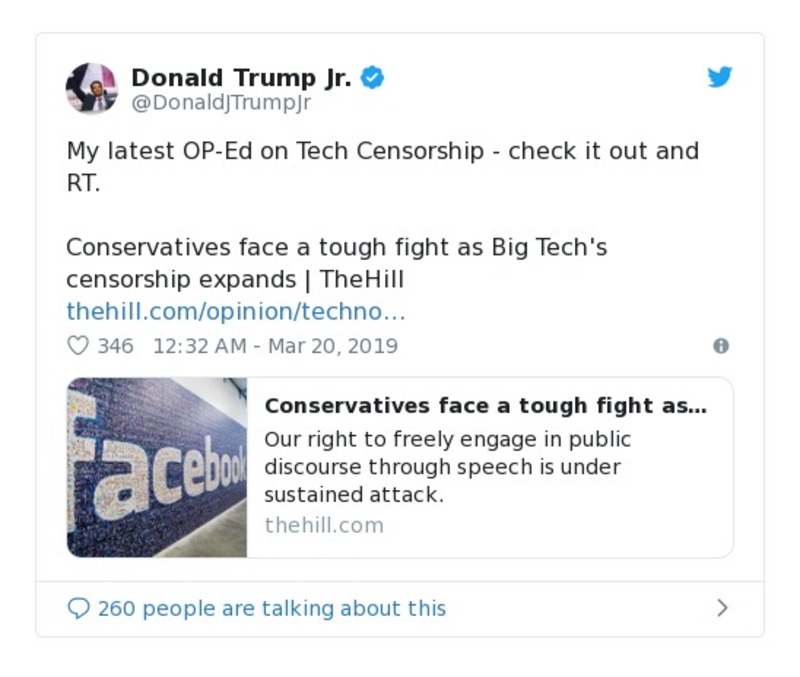 Donald Trump Jr.
@DonaldJTrumpJr
My latest OP-Ed on Tech Censorship - check it out and
RT.
Conservatives face a tough fight as Big Tech's
censorship expands | TheHill
thehill.com/opinion/techno...
346 12:32 AM - Mar 20, 2019
facebook
Conservatives face a tough fight as...
Our right to freely engage in public
discourse through speech is under
sustained attack.
thehill.com
260 people are talking about this